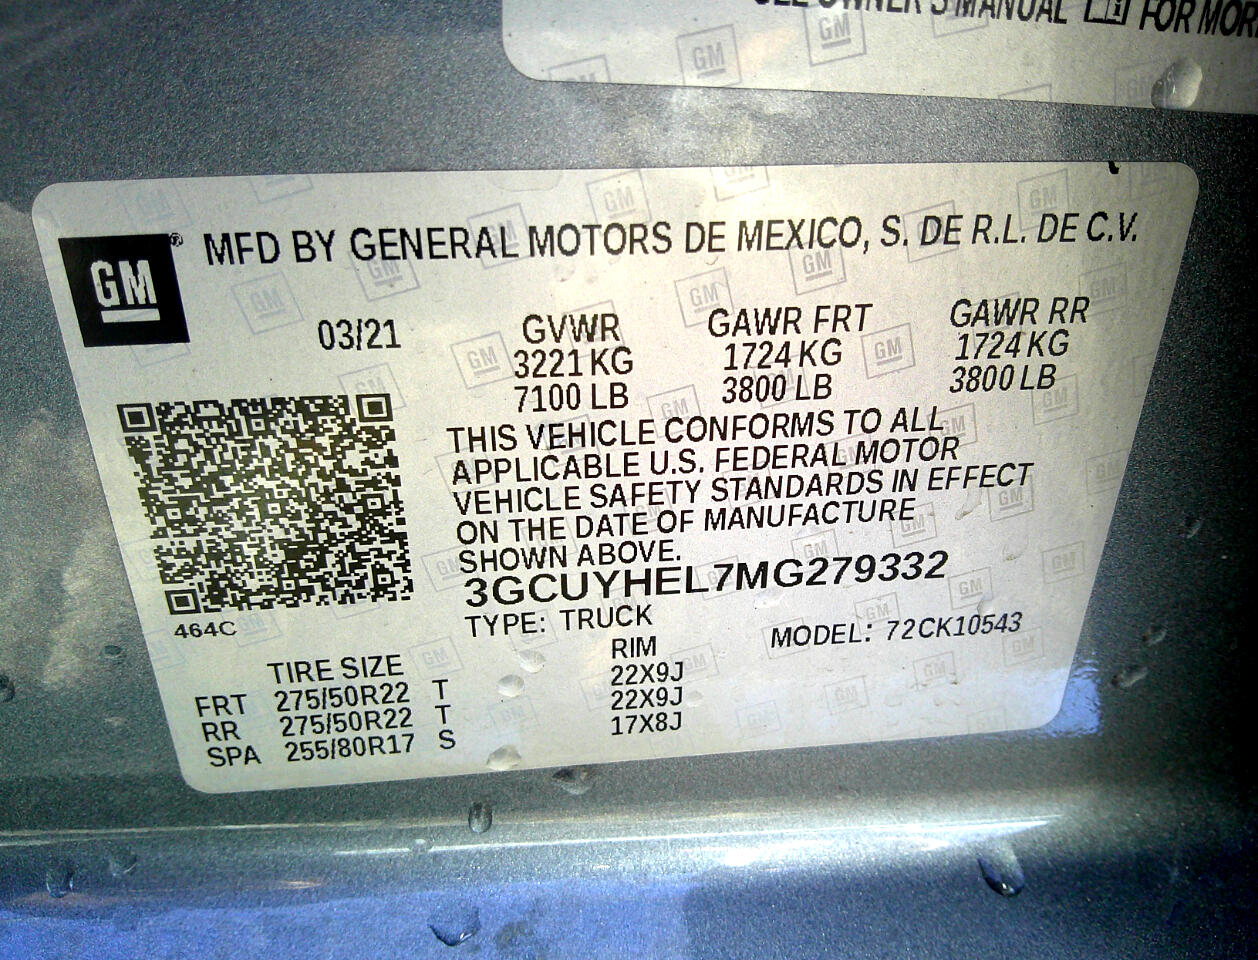 OWNER'S MANUAL FOR MORE
GM ® MFD BY GENERAL MOTORS DE MEXICO, S. DE R.L. DE C.V.
03/21 GVWR GAWR FRT GAWR RR
3221 KG 1724 KG 1724 KG
7100 LB 3800 LB 3800 LB
THIS VEHICLE CONFORMS TO ALL
APPLICABLE U.S. FEDERAL MOTOR
VEHICLE SAFETY STANDARDS IN EFFECT
ON THE DATE OF MANUFACTURE
SHOWN ABOVE.
3GCUYHEL7MG279332
464C
TYPE: TRUCK MODEL: 72CK10543
TIRE SIZE RIM
FRT 275/50R22 T 22X9J
RR 275/50R22 T 22X9J
SPA 255/80R17 S 17X8J